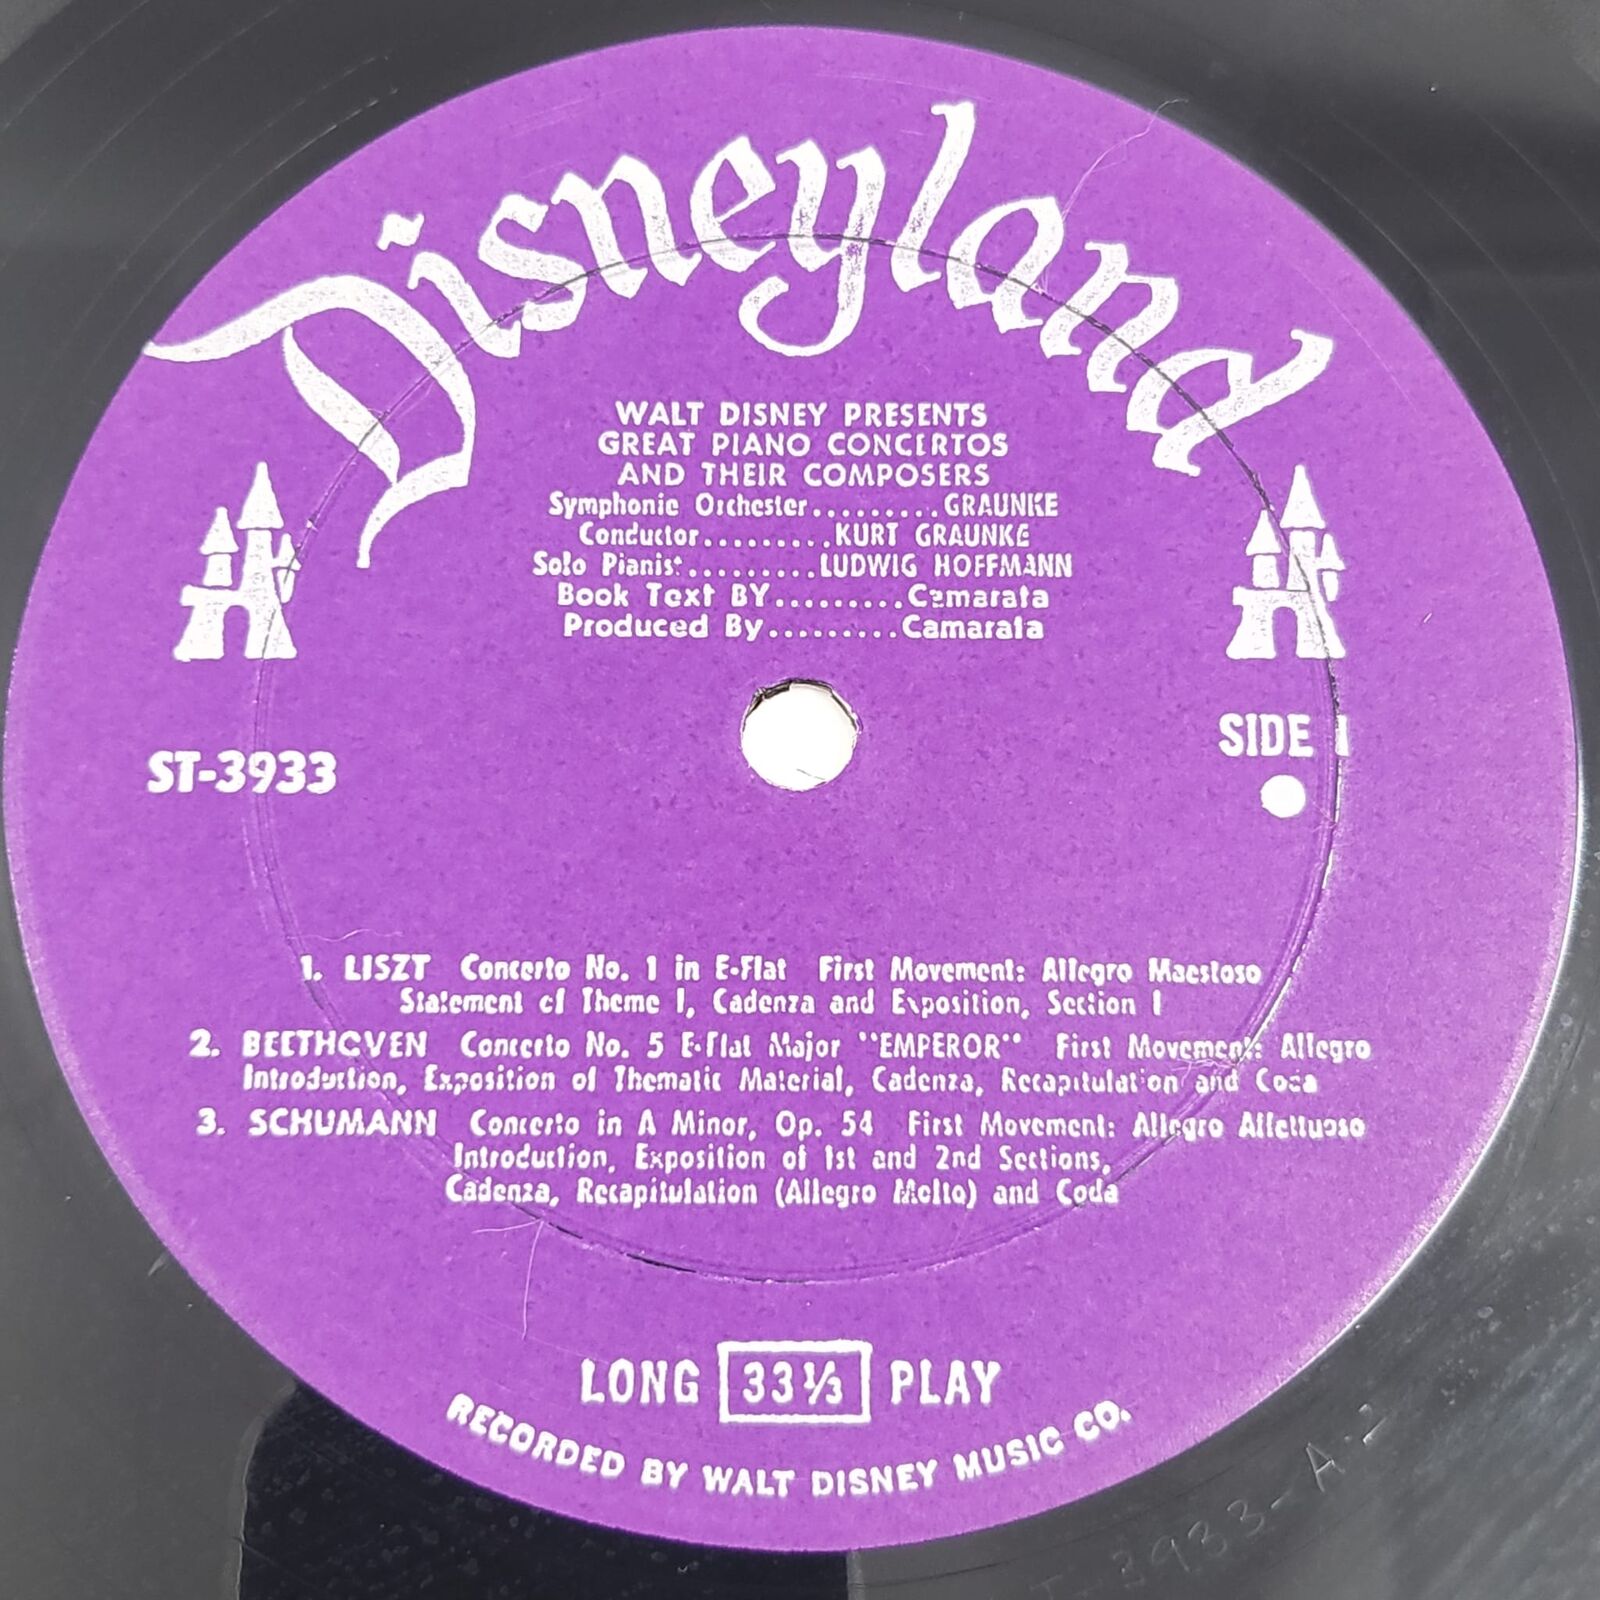 Disneyland
WALT DISNEY PRESENTS
GREAT PIANO CONCERTOS
AND THEIR COMPOSERS
Symphonie Orchester.........GRAUNKE
Conductor.........KURT GRAUNKE
Solo Pianist.........LUDWIG HOFFMANN
Book Text BY.........Camarata
Produced By.........Camarata
ST-3933
SIDE 1
1. LISZT Concerto No. 1 in E-Flat First Movement: Allegro Maestoso
Statement of Theme I, Cadenza and Exposition, Section I
2. BEETHOVEN Concerto No. 5 E-Flat Major "EMPEROR" First Movement: Allegro
Introduction, Exposition of Thematic Material, Cadenza, Recapitulation and Coda
3. SCHUMANN Concerto in A Minor, Op. 54 First Movement: Allegro Affettuoso
Introduction, Exposition of 1st and 2nd Sections,
Cadenza, Recapitulation (Allegro Molto) and Coda
LONG 33⅓ PLAY
RECORDED BY WALT DISNEY MUSIC CO.
3933-A-2